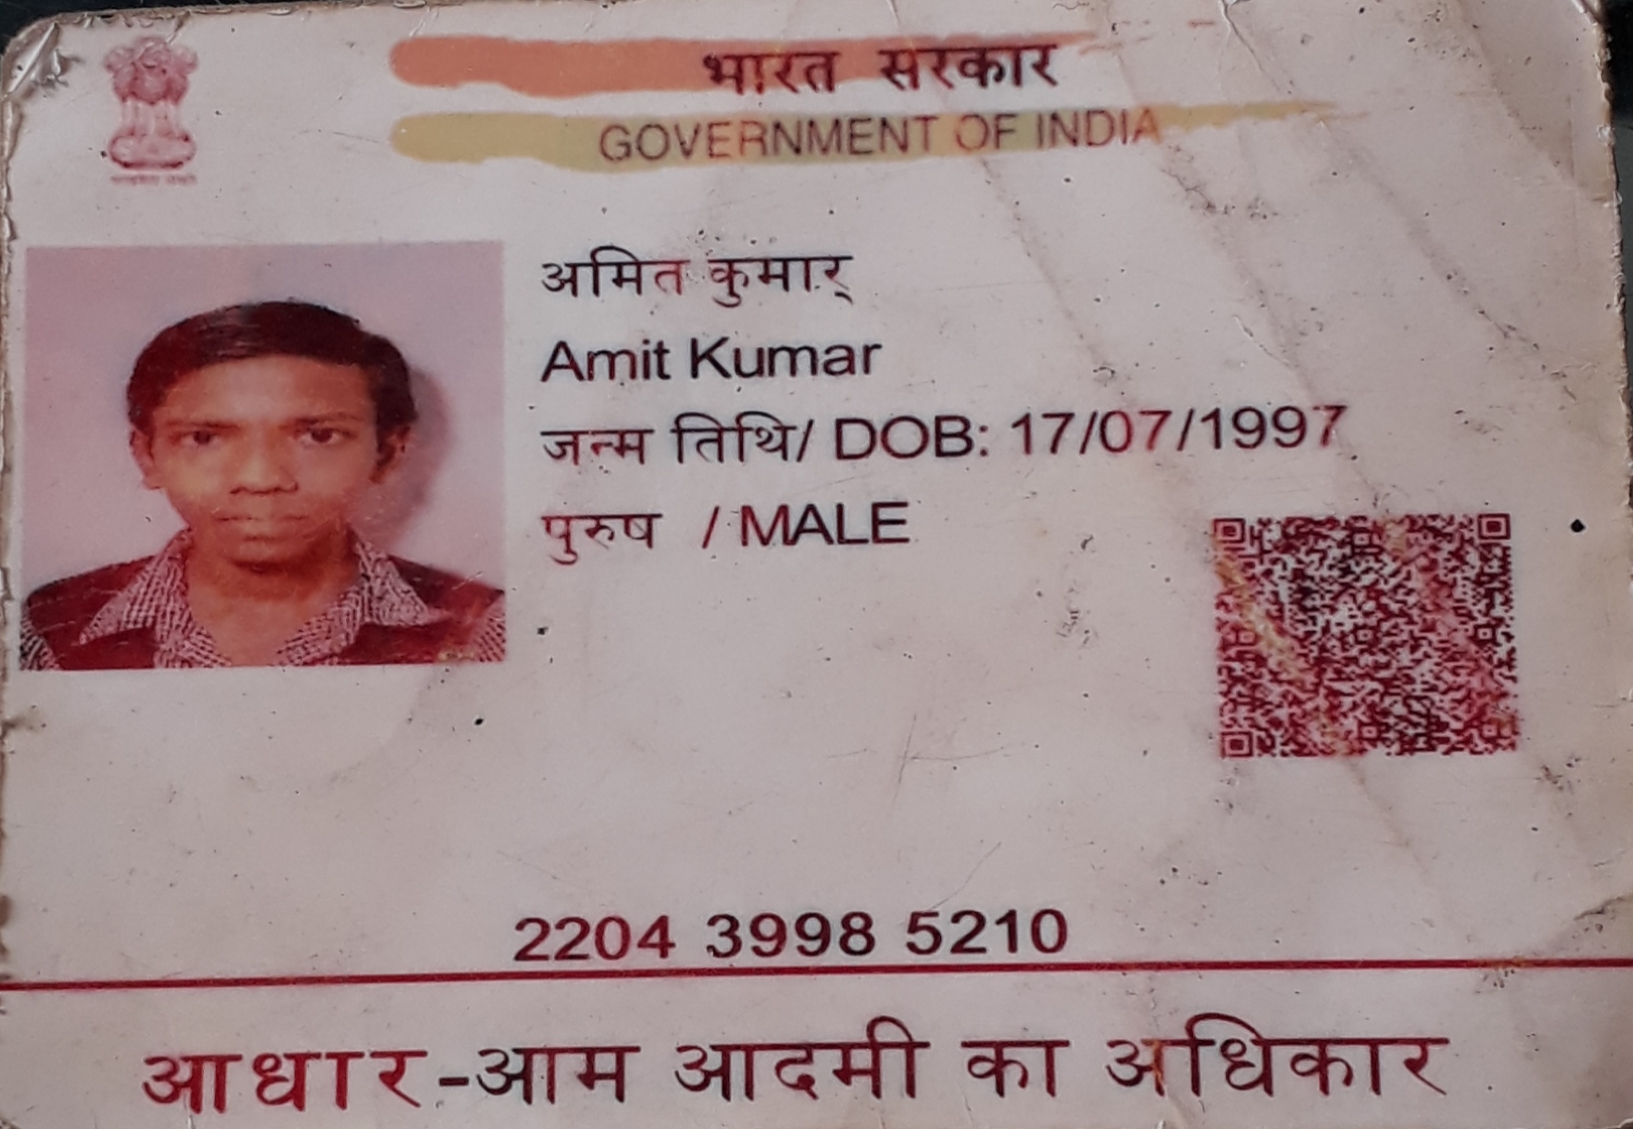 भारत सरकार
GOVERNMENT OF INDIA
अमित कुमार्
Amit Kumar
जन्म तिथि/ DOB: 17/07/1997
पुरुष / MALE
2204 3998 5210
आधार-आम आदमी का अधिकार